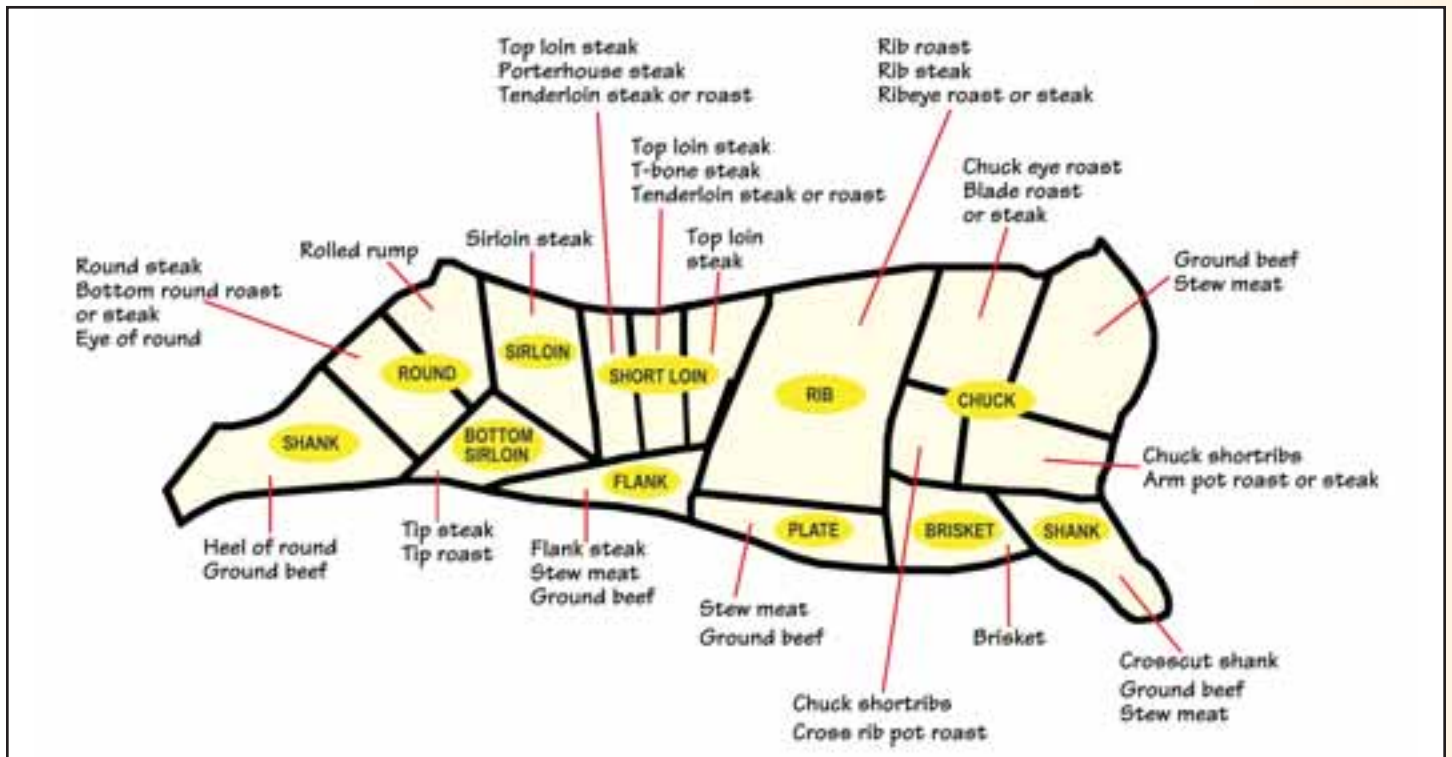 Top loin steak
Porterhouse steak
Tenderloin steak or roast
Rib roast
Rib steak
Ribeye roast or steak
Top loin steak
T-bone steak
Tenderloin steak or roast
Chuck eye roast
Blade roast
or steak
Rolled rump
Sirloin steak
Top loin
steak
Round steak
Bottom round roast
or steak
Eye of round
Ground beef
Stew meat
ROUND
SIRLOIN
SHORT LOIN
RIB
CHUCK
SHANK
BOTTOM
SIRLOIN
FLANK
PLATE
BRISKET
SHANK
Chuck shortribs
Arm pot roast or steak
Heel of round
Ground beef
Tip steak
Tip roast
Flank steak
Stew meat
Ground beef
Stew meat
Ground beef
Brisket
Crosscut shank
Ground beef
Stew meat
Chuck shortribs
Cross rib pot roast